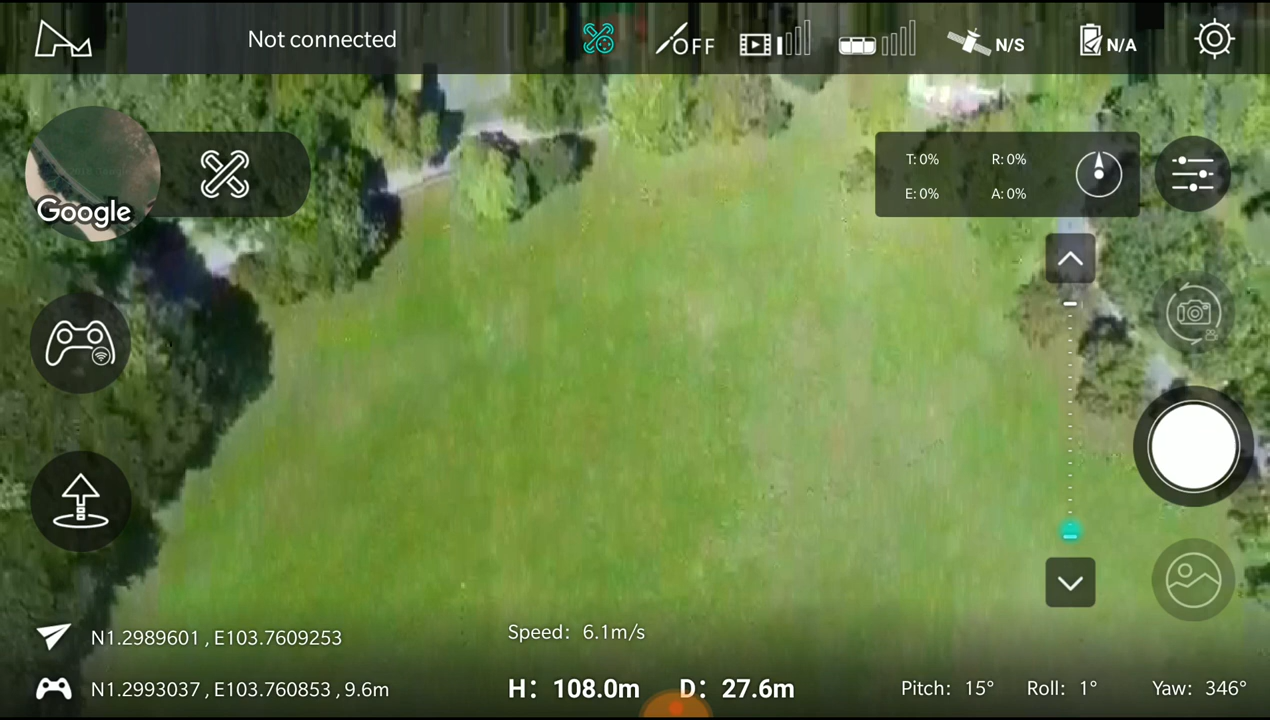 Not connected
OFF
N/S
N/A
Google
T: 0%
R: 0%
E: 0%
A: 0%
N1.2989601 , E103.7609253
Speed: 6.1m/s
N1.2993037 , E103.760853 , 9.6m
H: 108.0m
D: 27.6m
Pitch: 15°
Roll: 1°
Yaw: 346°